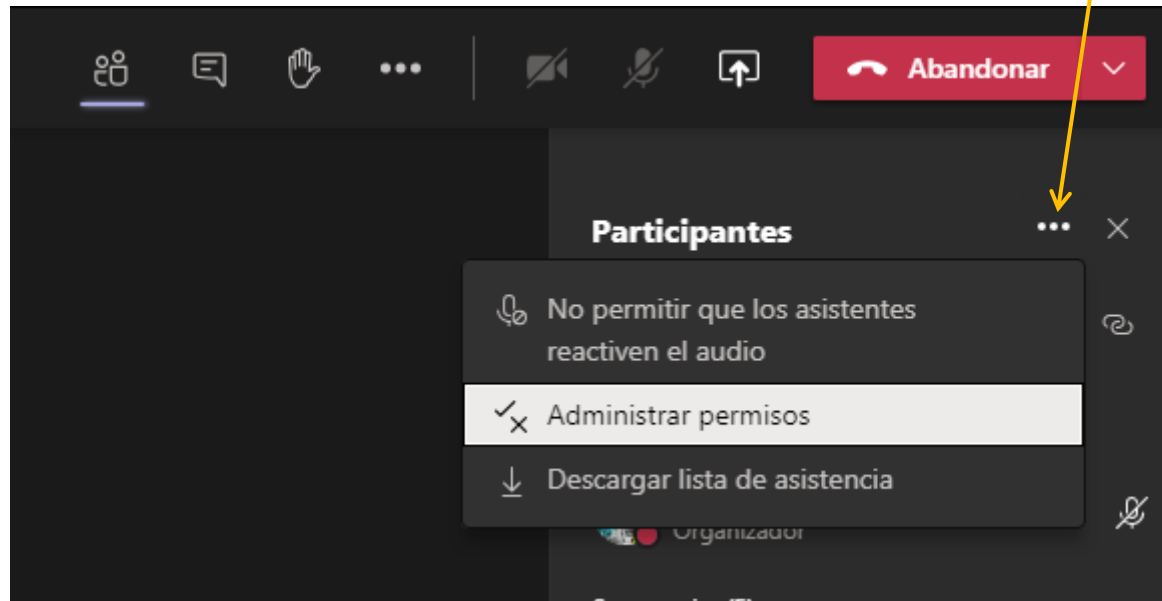 Abandonar
Participantes
No permitir que los asistentes
reactiven el audio
Administrar permisos
Descargar lista de asistencia
Organizador